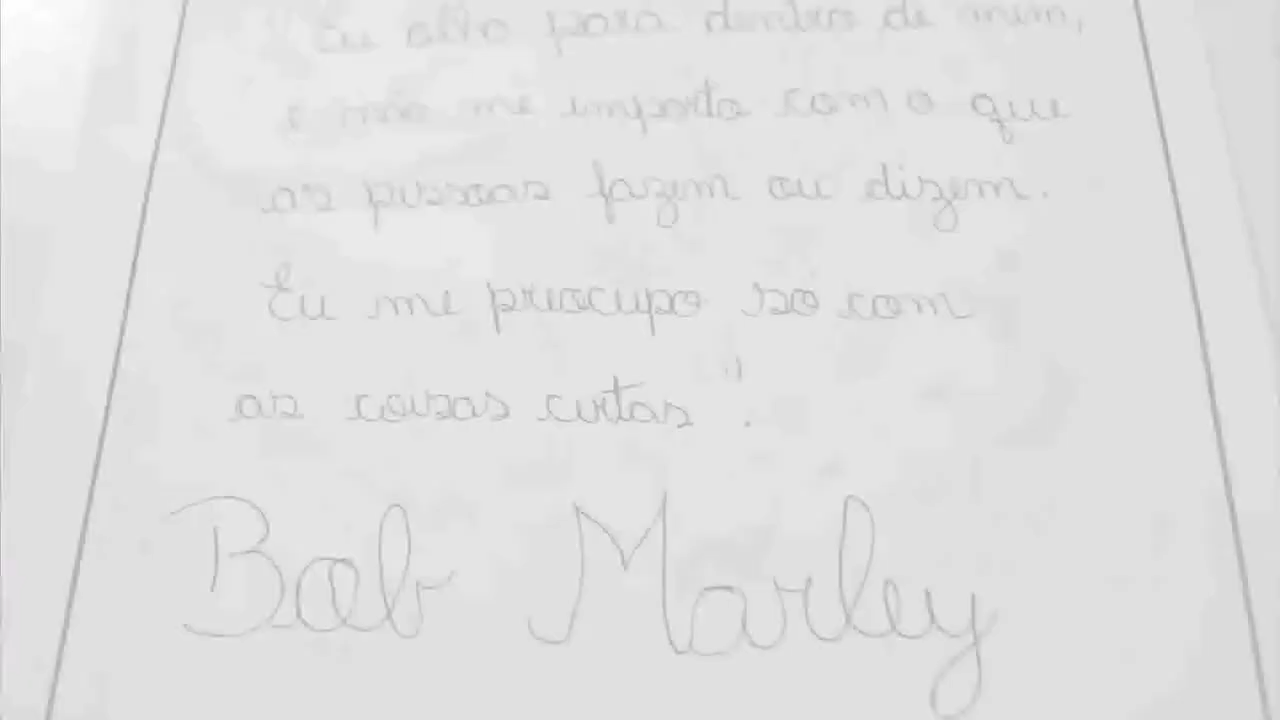 Eu olho para dentro de mim,
e não me importo com o que
as pessoas fazem ou dizem.
Eu me preocupo só com
as coisas certas".
Bob Marley